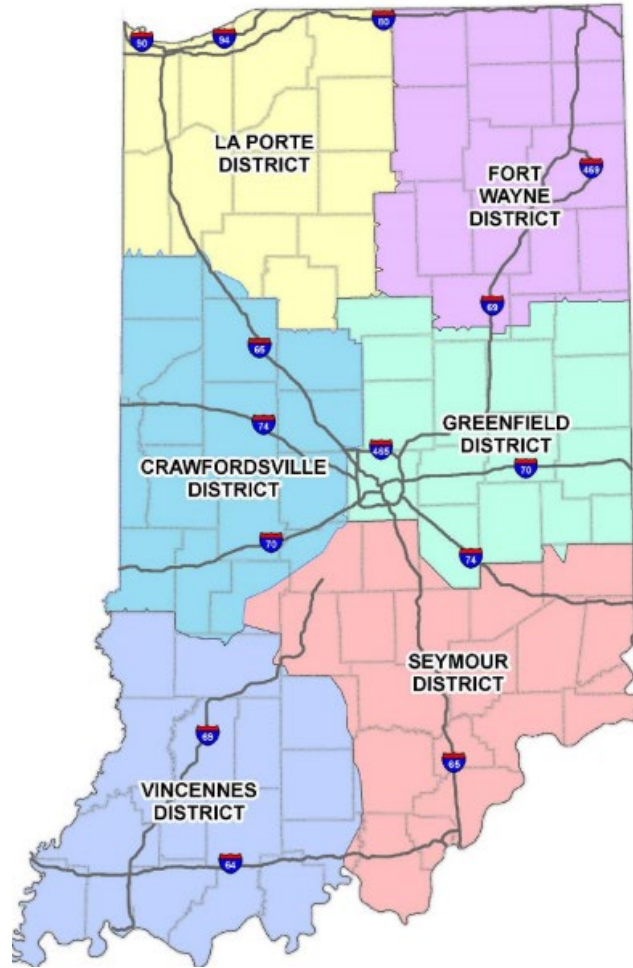 90
94
80
LA PORTE
DISTRICT
FORT
WAYNE
DISTRICT
469
69
65
74
465
GREENFIELD
DISTRICT
CRAWFORDSVILLE
DISTRICT
70
70
74
SEYMOUR
DISTRICT
69
65
VINCENNES
DISTRICT
64